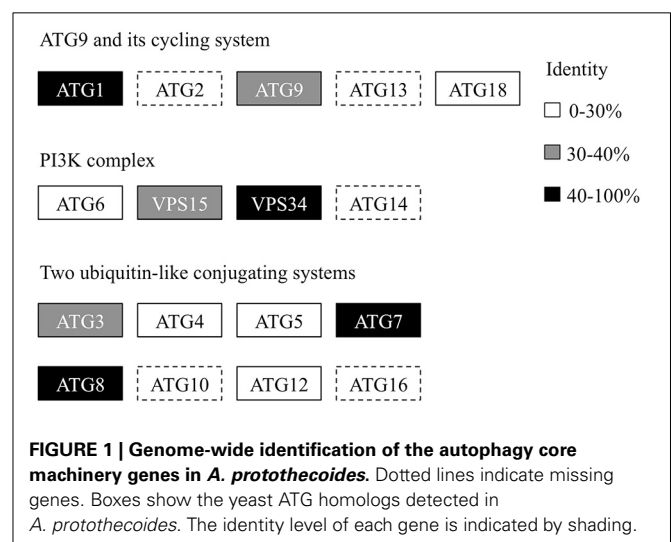 ATG9 and its cycling system
ATG1 ATG2 ATG9 ATG13 ATG18
Identity
0-30%
30-40%
40-100%
PI3K complex
ATG6 VPS15 VPS34 ATG14
Two ubiquitin-like conjugating systems
ATG3 ATG4 ATG5 ATG7
ATG8 ATG10 ATG12 ATG16
FIGURE 1 | Genome-wide identification of the autophagy core
machinery genes in A. protothecoides. Dotted lines indicate missing
genes. Boxes show the yeast ATG homologs detected in
A. protothecoides. The identity level of each gene is indicated by shading.